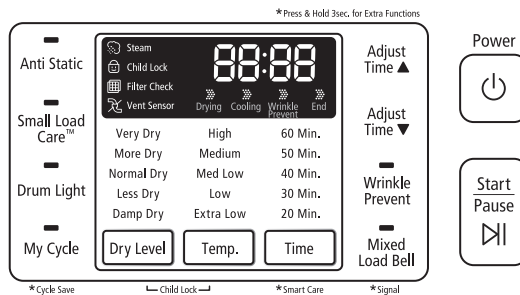 *Press & Hold 3sec. for Extra Functions
Anti Static
Small Load
Care™
Drum Light
My Cycle
Steam
Child Lock
Filter Check
Vent Sensor
88:88
Drying Cooling Wrinkle Prevent End
Very Dry High 60 Min.
More Dry Medium 50 Min.
Normal Dry Med Low 40 Min.
Less Dry Low 30 Min.
Damp Dry Extra Low 20 Min.
Dry Level Temp. Time
Adjust
Time ▲
Adjust
Time ▼
Wrinkle
Prevent
Mixed
Load Bell
Power
Start
Pause
*Cycle Save Child Lock *Smart Care *Signal